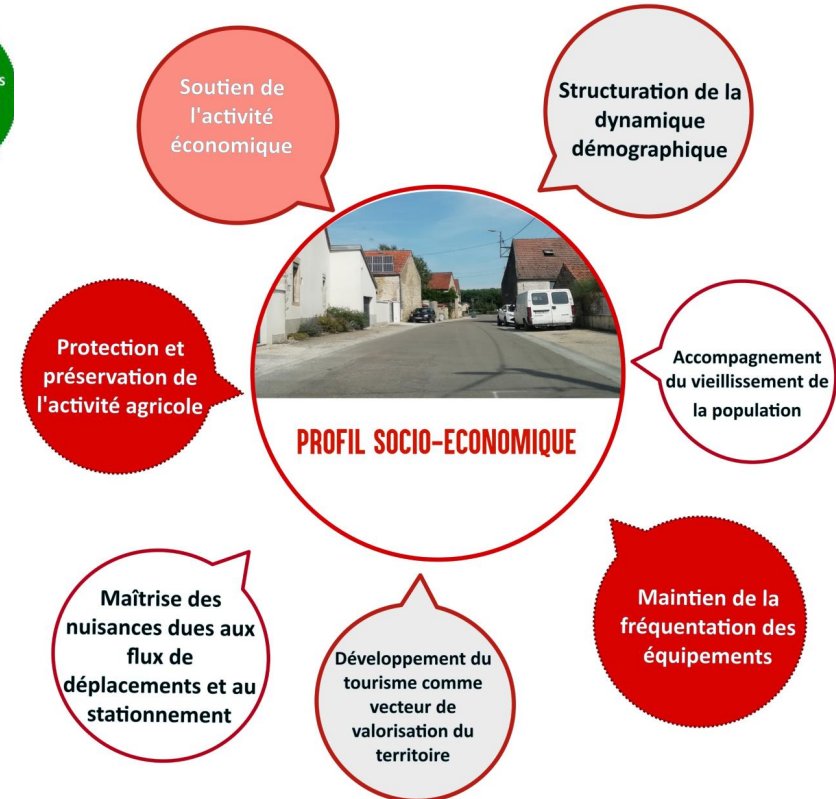 s
Soutien de
l'activité
économique
Structuration de la
dynamique
démographique
Protection et
préservation de
l'activité agricole
PROFIL SOCIO-ECONOMIQUE
Accompagnement
du vieillissement de
la population
Maîtrise des
nuisances dues aux
flux de
déplacements et au
stationnement
Développement du
tourisme comme
vecteur de
valorisation du
territoire
Maintien de la
fréquentation des
équipements